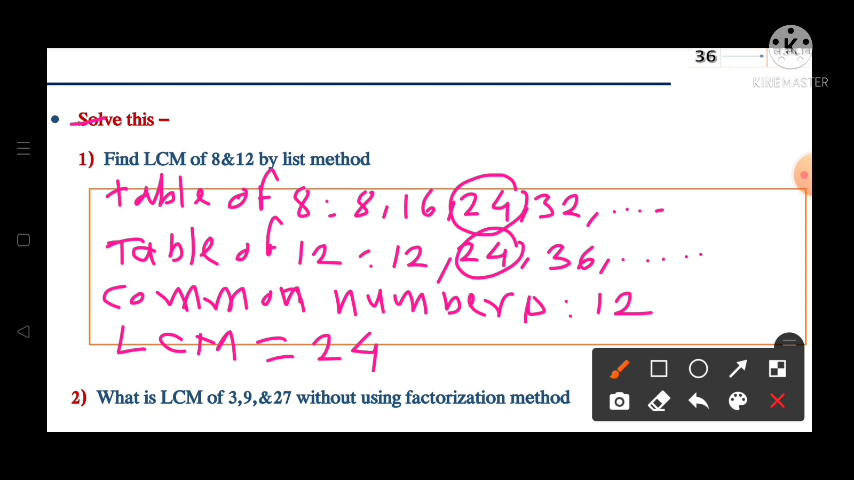 36
K
KINEMASTER
Solve this –
1) Find LCM of 8&12 by list method
table of 8 : 8, 16, 24, 32, ....
Table of 12 : 12, 24, 36, .....
common numbers : 12
LCM = 24
2) What is LCM of 3,9,&27 without using factorization method